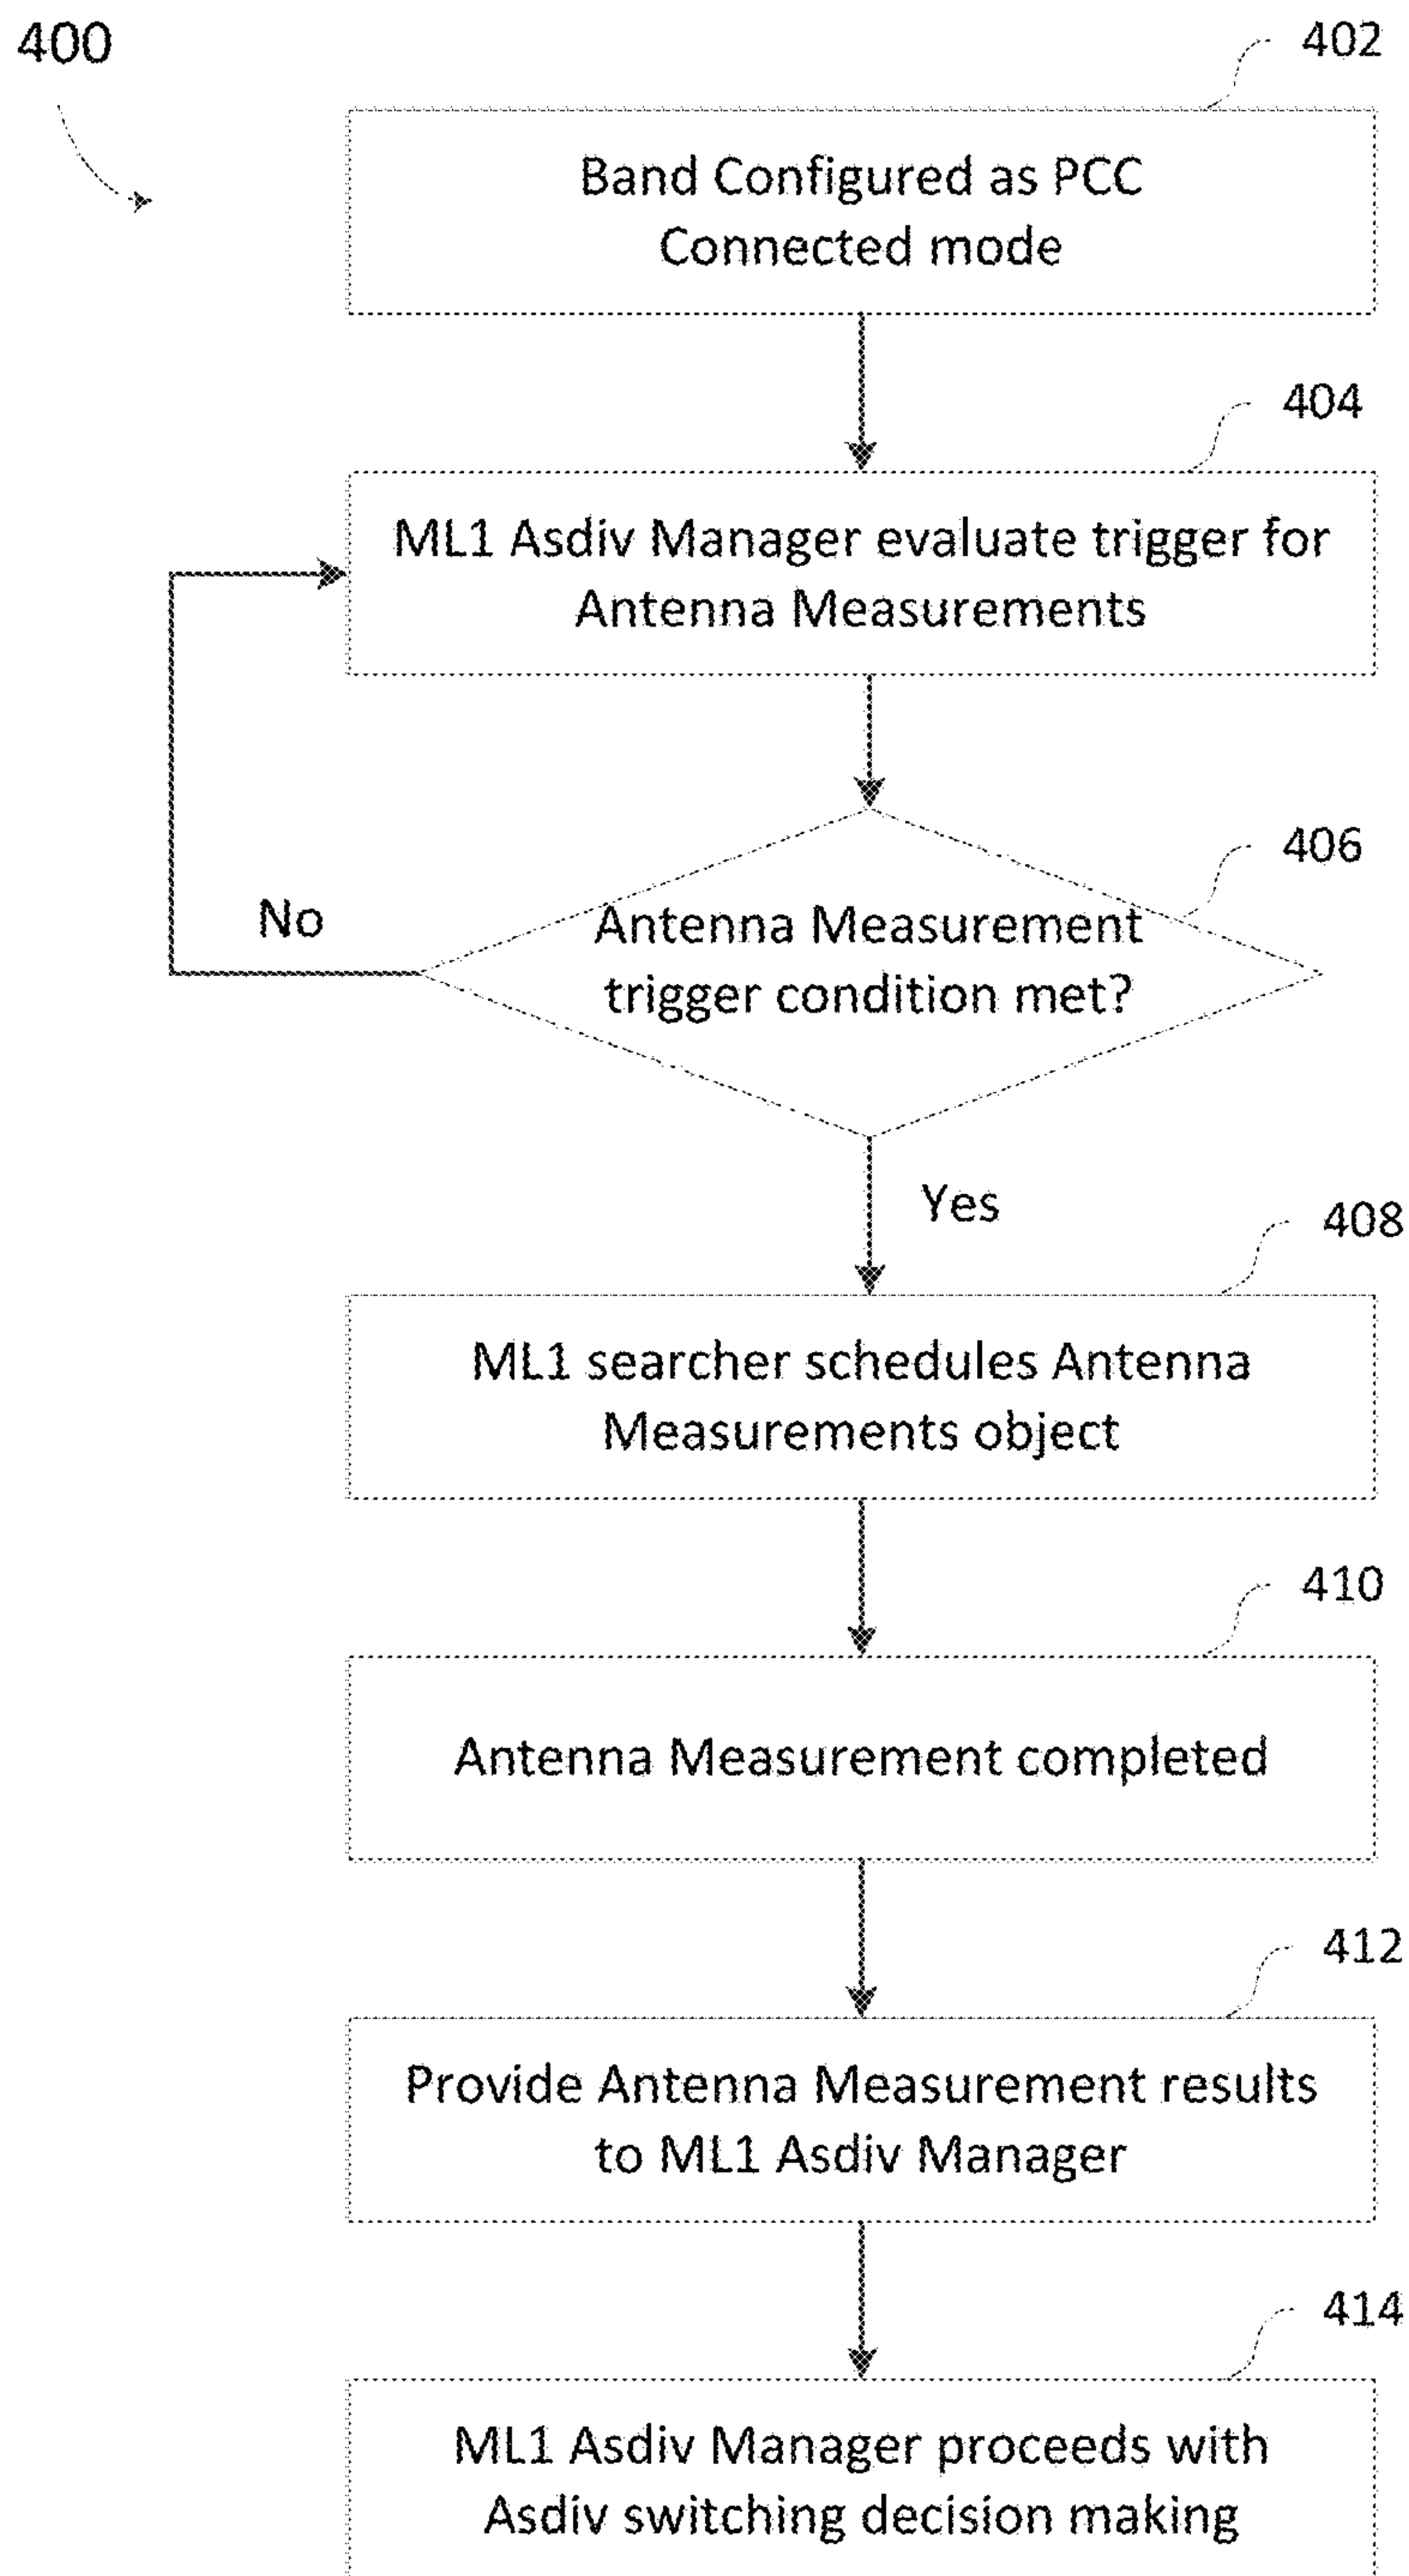 400
402
Band Configured as PCC
Connected mode
404
ML1 Asdiv Manager evaluate trigger for
Antenna Measurements
406
No
Antenna Measurement
trigger condition met?
Yes
408
ML1 searcher schedules Antenna
Measurements object
410
Antenna Measurement completed
412
Provide Antenna Measurement results
to ML1 Asdiv Manager
414
ML1 Asdiv Manager proceeds with
Asdiv switching decision making